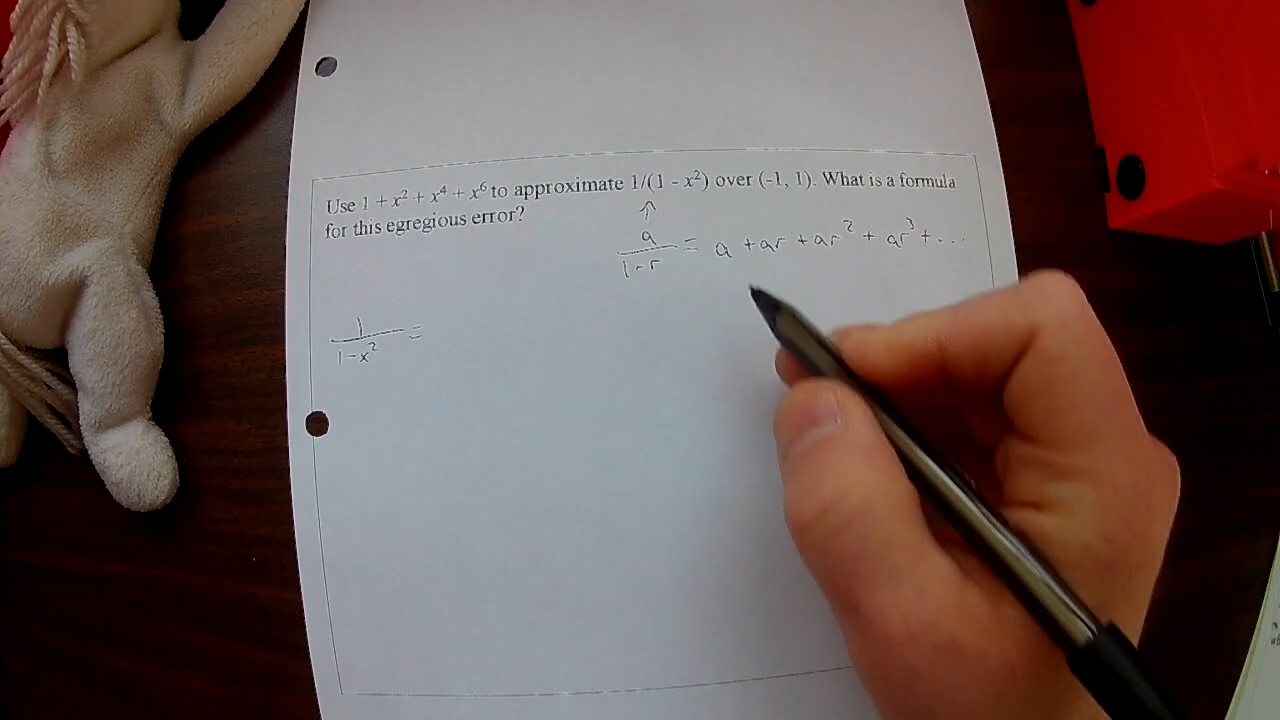 Use 1 + x² + x⁴ + x⁶ to approximate 1/(1 - x²) over (-1, 1). What is a formula
for this egregious error?
a/(1-r) = a + ar + ar² + ar³ + ...
1/(1-x²) =